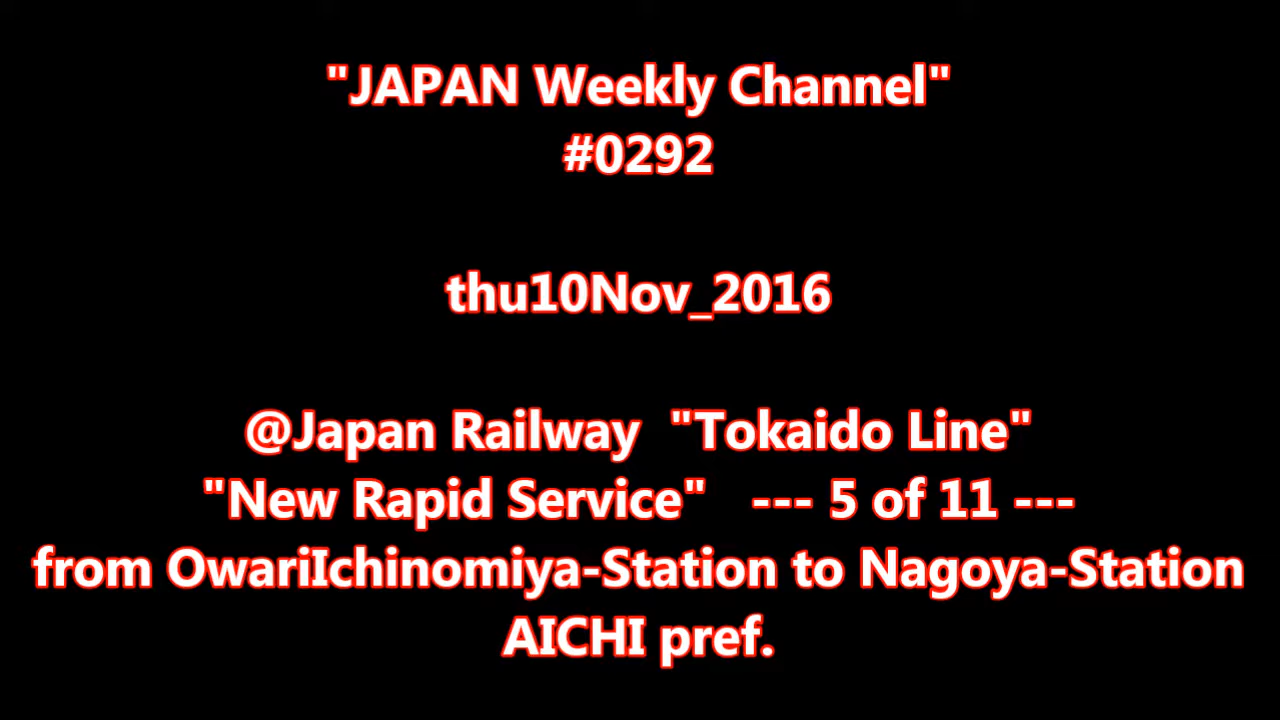 "JAPAN Weekly Channel"
#0292
thu10Nov_2016
@Japan Railway  "Tokaido Line"
"New Rapid Service"   --- 5 of 11 ---
from OwariIchinomiya-Station to Nagoya-Station
AICHI pref.